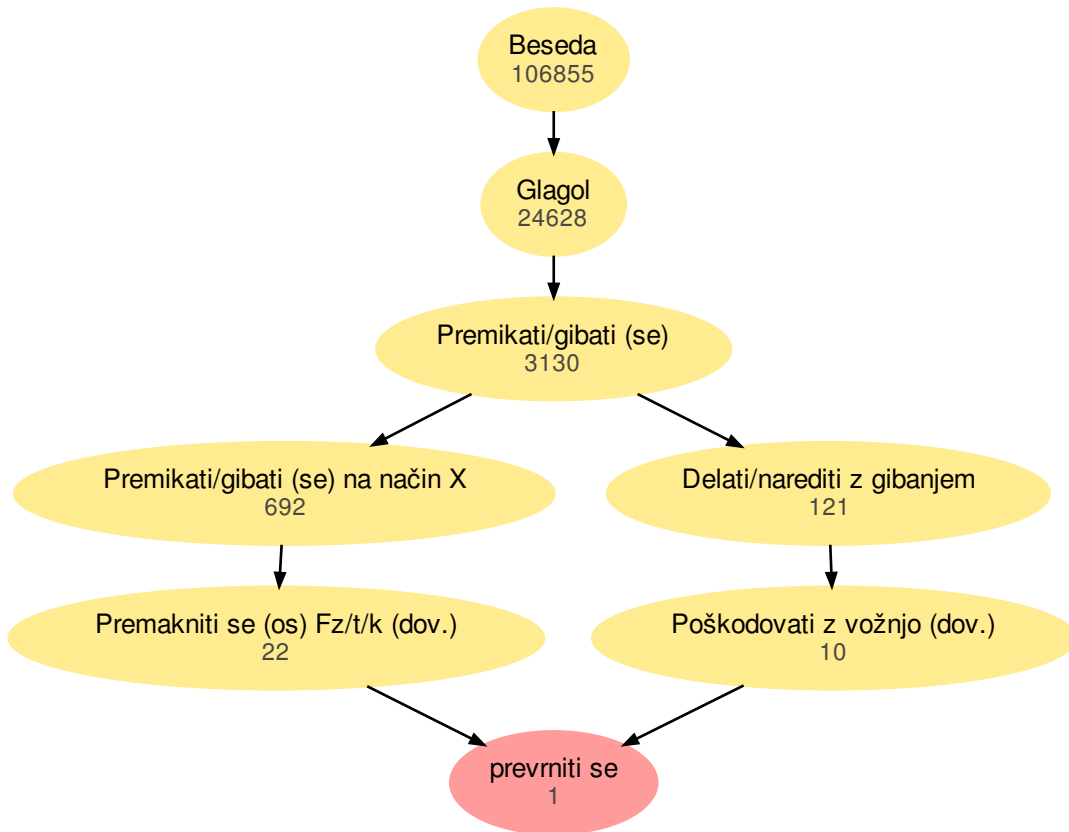 Beseda
106855
Glagol
24628
Premikati/gibati (se)
3130
Premikati/gibati (se) na način X
692
Delati/narediti z gibanjem
121
Premakniti se (os) Fz/t/k (dov.)
22
Poškodovati z vožnjo (dov.)
10
prevrniti se
1